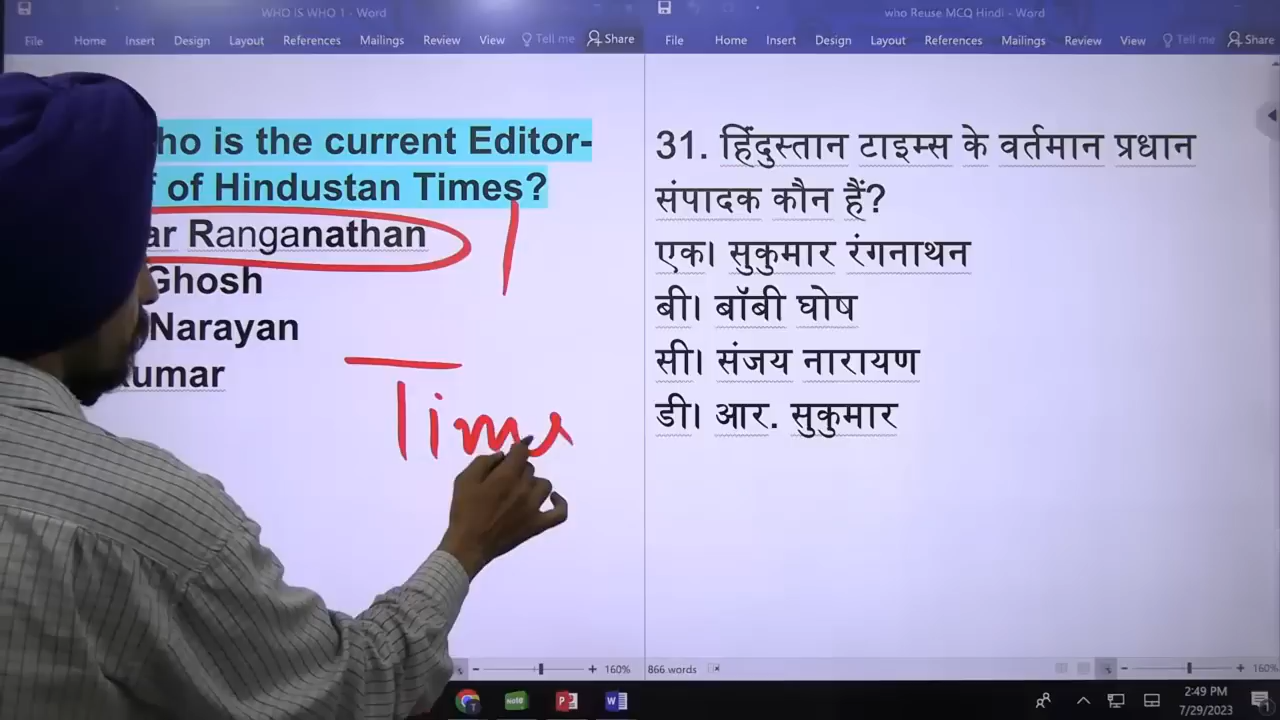 WHO IS WHO 1 - Word
who Reuse MCQ Hindi - Word
File Home Insert Design Layout References Mailings Review View Tell me Share
File Home Insert Design Layout References Mailings Review View Tell me Share
ho is the current Editor-
f of Hindustan Times?
ar Ranganathan
Ghosh
Narayan
umar
Times
31. हिंदुस्तान टाइम्स के वर्तमान प्रधान
संपादक कौन हैं?
एक। सुकुमार रंगनाथन
बी। बॉबी घोष
सी। संजय नारायण
डी। आर. सुकुमार
160%
866 words
160%
2:49 PM
7/29/2023